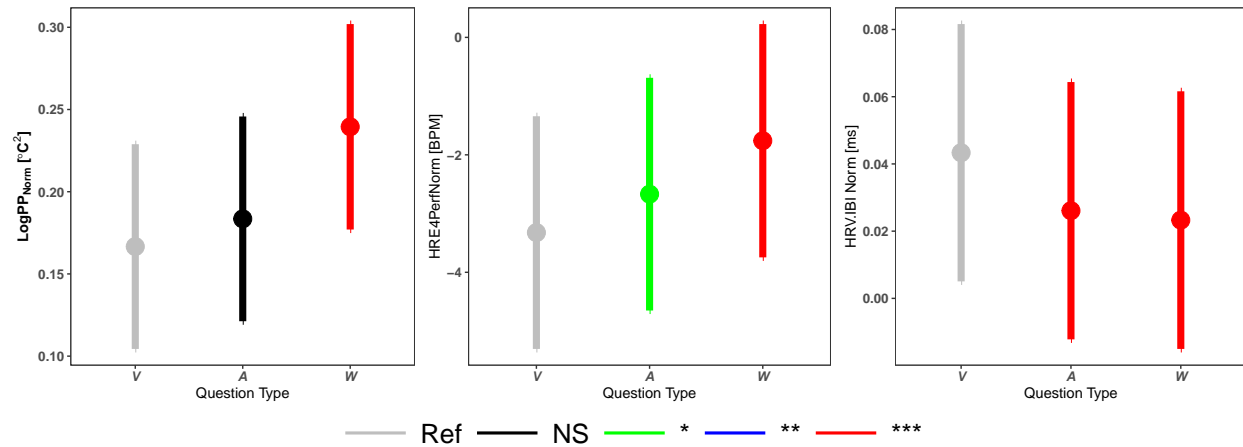 0.30
0.25
0.20
0.15
0.10
LogPP_Norm [°C²]
V A W
Question Type
0
−2
−4
HRE4PerfNorm [BPM]
V A W
Question Type
0.08
0.06
0.04
0.02
0.00
HRV.IBI Norm [ms]
V A W
Question Type
Ref NS * ** ***